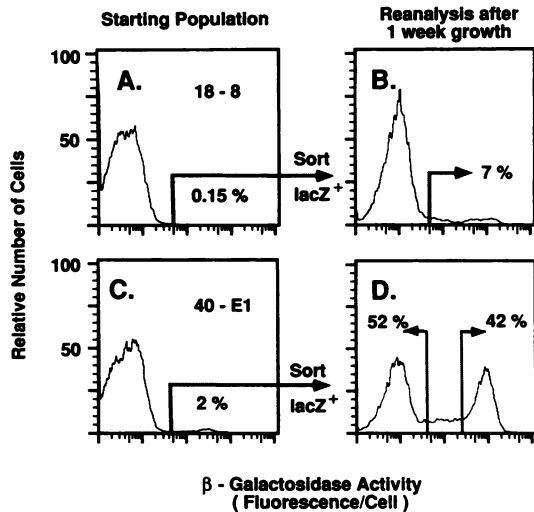 Starting Population
Reanalysis after
1 week growth
Relative Number of Cells
100
50
A.
18 - 8
0.15 %
Sort
lacZ+
B.
7 %
100
50
C.
40 - E1
2 %
Sort
lacZ+
D.
52 %
42 %
β - Galactosidase Activity
( Fluorescence/Cell )